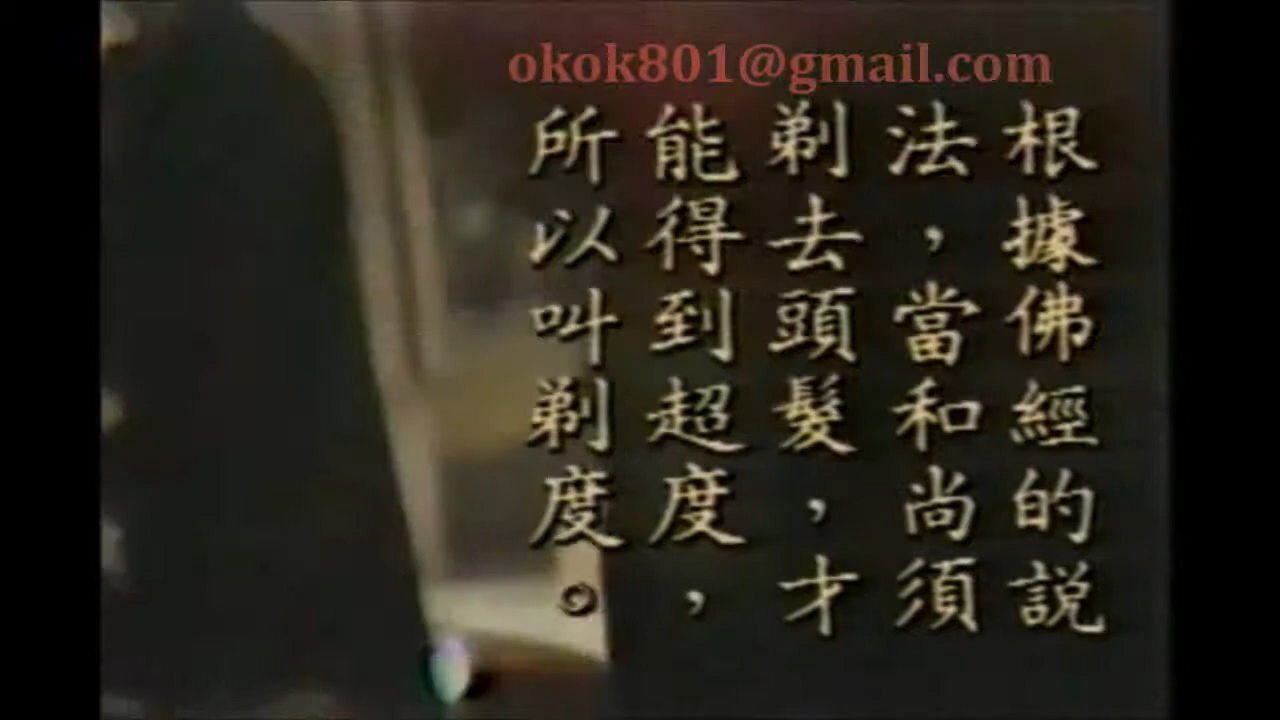 okok801@gmail.com
根據佛經的説
法，當和尚須
剃去頭髮，才
能得到超度，
所以叫剃度。